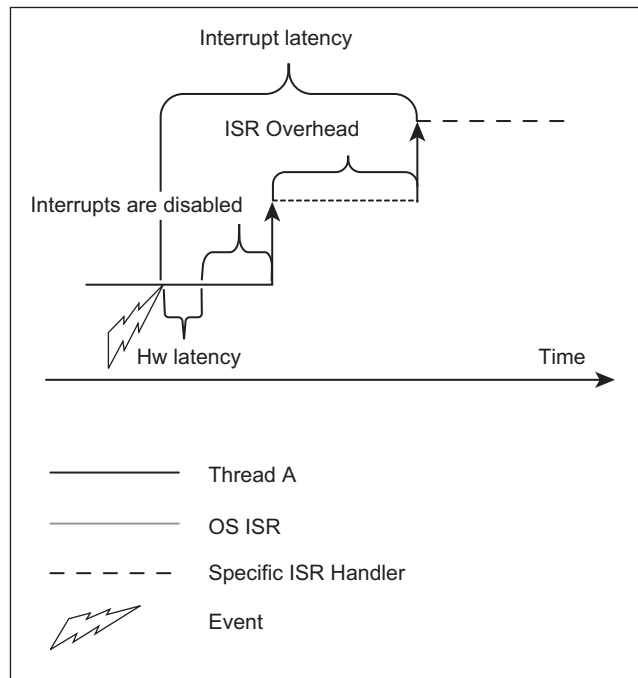 Interrupt latency
ISR Overhead
Interrupts are disabled
Hw latency
Time
Thread A
OS ISR
Specific ISR Handler
Event